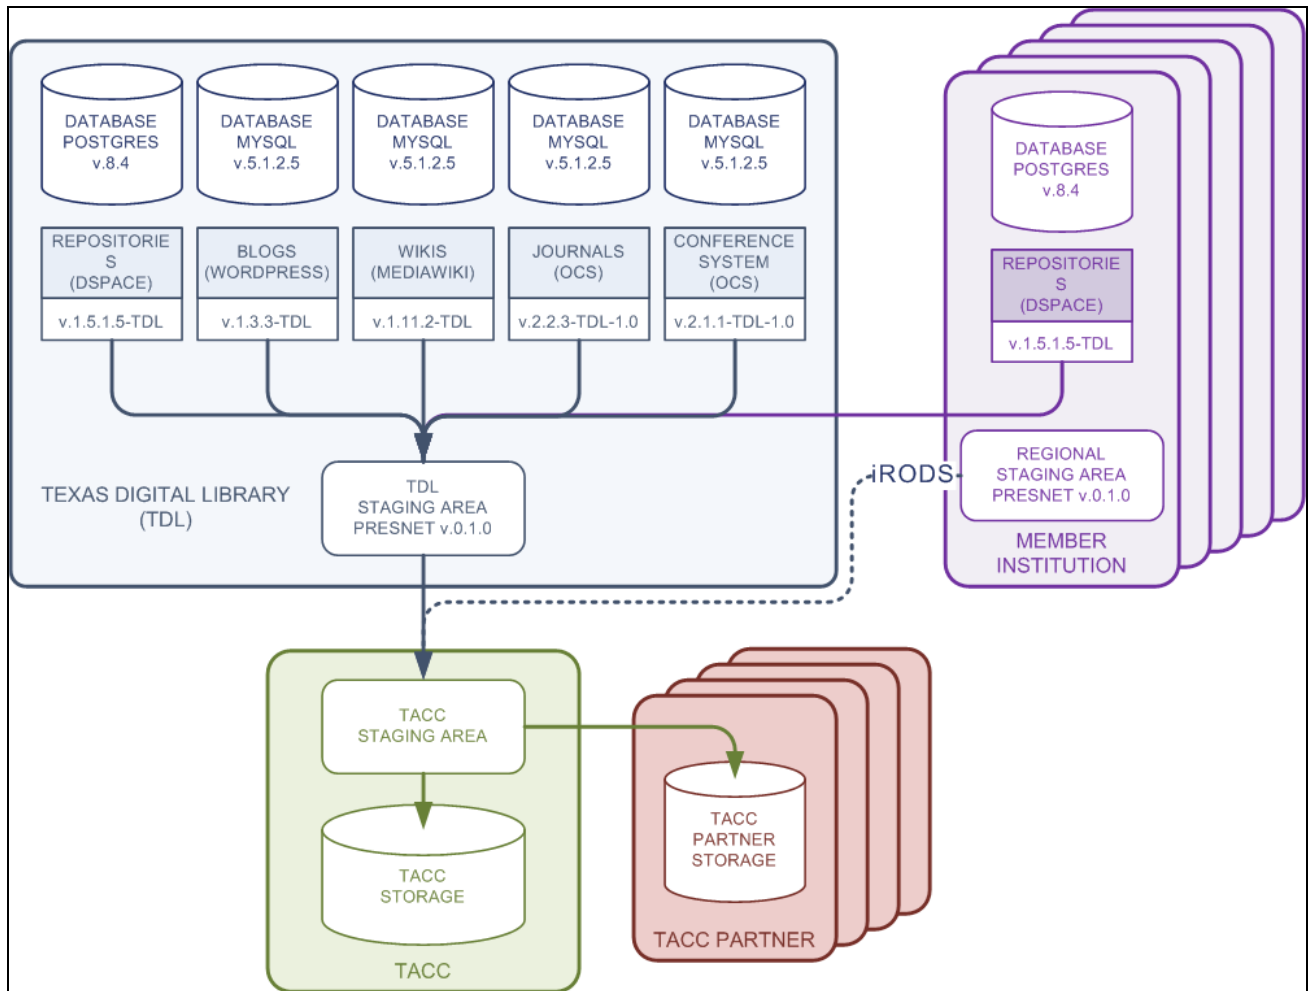 DATABASE
POSTGRES
v.8.4
DATABASE
MYSQL
v.5.1.2.5
DATABASE
MYSQL
v.5.1.2.5
DATABASE
MYSQL
v.5.1.2.5
DATABASE
MYSQL
v.5.1.2.5
REPOSITORIE
S
(DSPACE)
v.1.5.1.5-TDL
BLOGS
(WORDPRESS)
v.1.3.3-TDL
WIKIS
(MEDIAWIKI)
v.1.11.2-TDL
JOURNALS
(OCS)
v.2.2.3-TDL-1.0
CONFERENCE
SYSTEM
(OCS)
v.2.1.1-TDL-1.0
TEXAS DIGITAL LIBRARY
(TDL)
TDL
STAGING AREA
PRESNET v.0.1.0
DATABASE
POSTGRES
v.8.4
REPOSITORIE
S
(DSPACE)
v.1.5.1.5-TDL
iRODS
REGIONAL
STAGING AREA
PRESNET v.0.1.0
MEMBER
INSTITUTION
TACC
STAGING AREA
TACC
STORAGE
TACC
TACC
PARTNER
STORAGE
TACC PARTNER